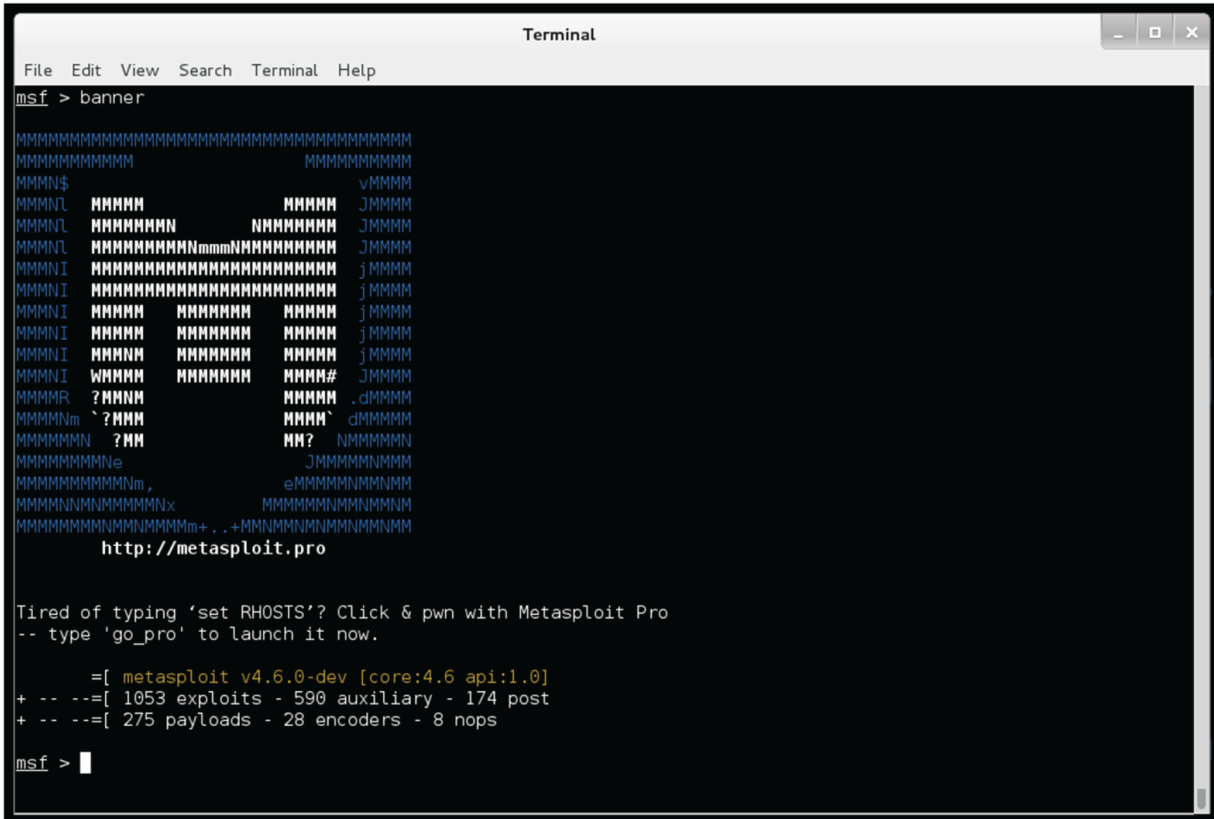 Terminal
File Edit View Search Terminal Help
msf > banner
MMMMMMMMMMMMMMMMMMMMMMMMMMMMMMMMMMMMM
MMMMMMMMMMM                MMMMMMMMMM
MMMN$                           vMMMM
MMMNl  MMMMM             MMMMM  JMMMM
MMMNl  MMMMMMMN       NMMMMMMM  JMMMM
MMMNl  MMMMMMMMMNmmmNMMMMMMMMM  JMMMM
MMMNI  MMMMMMMMMMMMMMMMMMMMMMM  jMMMM
MMMNI  MMMMMMMMMMMMMMMMMMMMMMM  jMMMM
MMMNI  MMMMM   MMMMMMM   MMMMM  jMMMM
MMMNI  MMMMM   MMMMMMM   MMMMM  jMMMM
MMMNI  MMMNM   MMMMMMM   MMMMM  jMMMM
MMMNI  WMMMM   MMMMMMM   MMMM#  JMMMM
MMMMR  ?MMNM             MMMMM .dMMMM
MMMMNm `?MMM             MMMM` dMMMMM
MMMMMMN  ?MM             MM?  NMMMMMN
MMMMMMMMNe                 JMMMMMNMMM
MMMMMMMMMMNm,            eMMMMMNMMNMM
MMMMNNMNMMMMMNx        MMMMMMNMMNMMNM
MMMMMMMMNMMNMMMMm+..+MMNMMNMNMMNMMNMM
http://metasploit.pro
Tired of typing ‘set RHOSTS’? Click & pwn with Metasploit Pro
-- type 'go_pro' to launch it now.
=[ metasploit v4.6.0-dev [core:4.6 api:1.0]
+ -- --=[ 1053 exploits - 590 auxiliary - 174 post
+ -- --=[ 275 payloads - 28 encoders - 8 nops
msf >